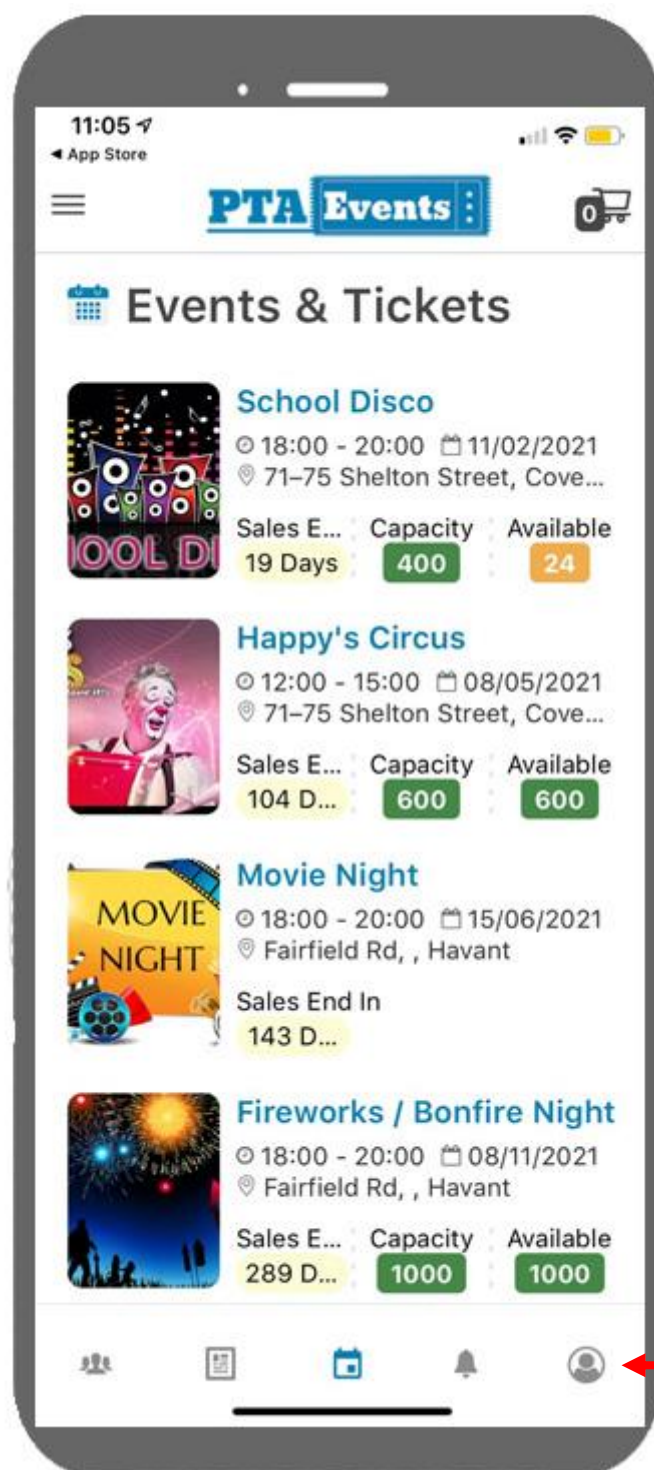 11:05
App Store
PTA Events
0
Events & Tickets
School Disco
18:00 - 20:00 11/02/2021
71–75 Shelton Street, Cove...
Sales E... Capacity Available
19 Days 400 24
HOOL DI
Happy's Circus
12:00 - 15:00 08/05/2021
71–75 Shelton Street, Cove...
Sales E... Capacity Available
104 D... 600 600
Movie Night
MOVIE
NIGHT
18:00 - 20:00 15/06/2021
Fairfield Rd, , Havant
Sales End In
143 D...
Fireworks / Bonfire Night
18:00 - 20:00 08/11/2021
Fairfield Rd, , Havant
Sales E... Capacity Available
289 D... 1000 1000